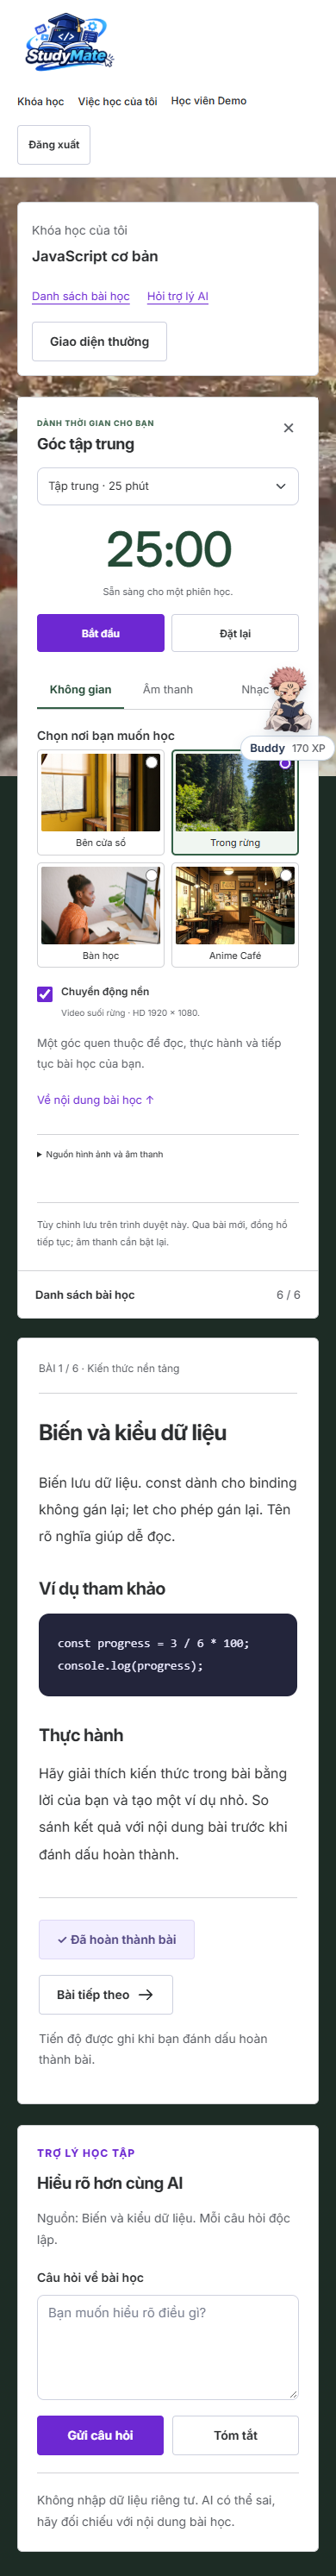 StudyMate
Khóa học
Việc học của tôi
Học viên Demo
Đăng xuất
Khóa học của tôi
JavaScript cơ bản
Danh sách bài học
Hỏi trợ lý AI
Giao diện thường
DÀNH THỜI GIAN CHO BẠN
Góc tập trung
Tập trung · 25 phút
25:00
Sẵn sàng cho một phiên học.
Bắt đầu
Đặt lại
Không gian
Âm thanh
Nhạc
Buddy 170 XP
Chọn nơi bạn muốn học
Bên cửa sổ
Trong rừng
Bàn học
Anime Café
Chuyển động nền
Video suối rừng · HD 1920 × 1080.
Một góc quen thuộc để đọc, thực hành và tiếp
tục bài học của bạn.
Về nội dung bài học ↑
Nguồn hình ảnh và âm thanh
Tùy chỉnh lưu trên trình duyệt này. Qua bài mới, đồng hồ
tiếp tục; âm thanh cần bật lại.
Danh sách bài học
6 / 6
BÀI 1 / 6 · Kiến thức nền tảng
Biến và kiểu dữ liệu
Biến lưu dữ liệu. const dành cho binding
không gán lại; let cho phép gán lại. Tên
rõ nghĩa giúp dễ đọc.
Ví dụ tham khảo
const progress = 3 / 6 * 100;
console.log(progress);
Thực hành
Hãy giải thích kiến thức trong bài bằng
lời của bạn và tạo một ví dụ nhỏ. So
sánh kết quả với nội dung bài trước khi
đánh dấu hoàn thành.
✓ Đã hoàn thành bài
Bài tiếp theo →
Tiến độ được ghi khi bạn đánh dấu hoàn
thành bài.
TRỢ LÝ HỌC TẬP
Hiểu rõ hơn cùng AI
Nguồn: Biến và kiểu dữ liệu. Mỗi câu hỏi độc
lập.
Câu hỏi về bài học
Bạn muốn hiểu rõ điều gì?
Gửi câu hỏi
Tóm tắt
Không nhập dữ liệu riêng tư. AI có thể sai,
hãy đối chiếu với nội dung bài học.